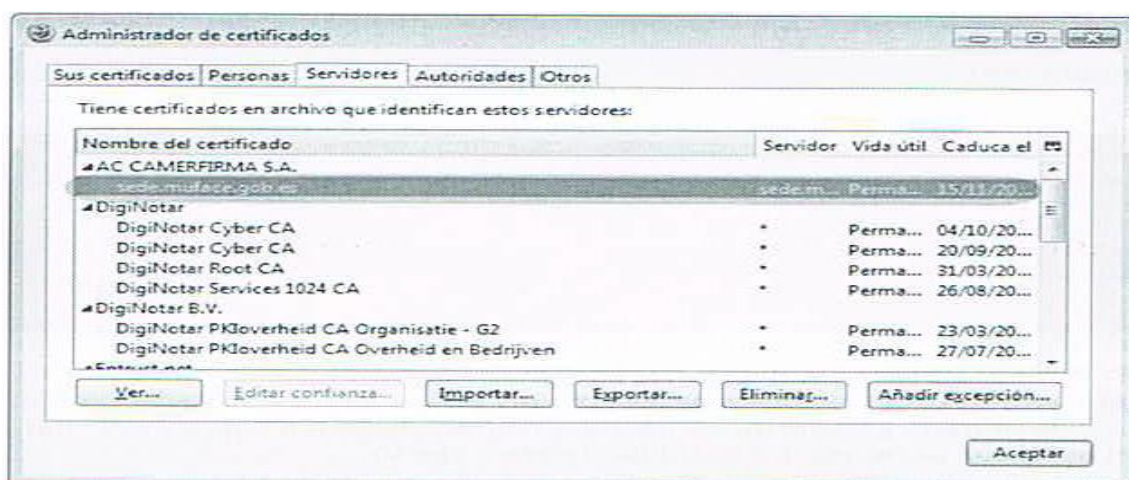 Administrador de certificados
Sus certificados Personas Servidores Autoridades Otros
Tiene certificados en archivo que identifican estos servidores:
Nombre del certificado Servidor Vida útil Caduca el
AC CAMERFIRMA S.A.
sede.muface.gob.es sede.m... Perma... 15/11/20...
DigiNotar
DigiNotar Cyber CA * Perma... 04/10/20...
DigiNotar Cyber CA * Perma... 20/09/20...
DigiNotar Root CA * Perma... 31/03/20...
DigiNotar Services 1024 CA * Perma... 26/08/20...
DigiNotar B.V.
DigiNotar PKIoverheid CA Organisatie - G2 * Perma... 23/03/20...
DigiNotar PKIoverheid CA Overheid en Bedrijven * Perma... 27/07/20...
Entrust.net
Ver... Editar confianza... Importar... Exportar... Eliminar... Añadir excepción...
Aceptar